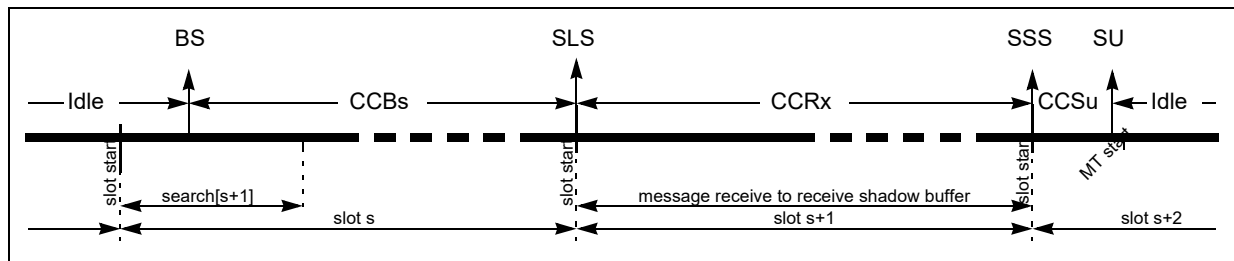 BS SLS SSS SU
Idle CCBs CCRx CCSu Idle
slot start slot start slot start MT start
search[s+1] message receive to receive shadow buffer
slot s slot s+1 slot s+2